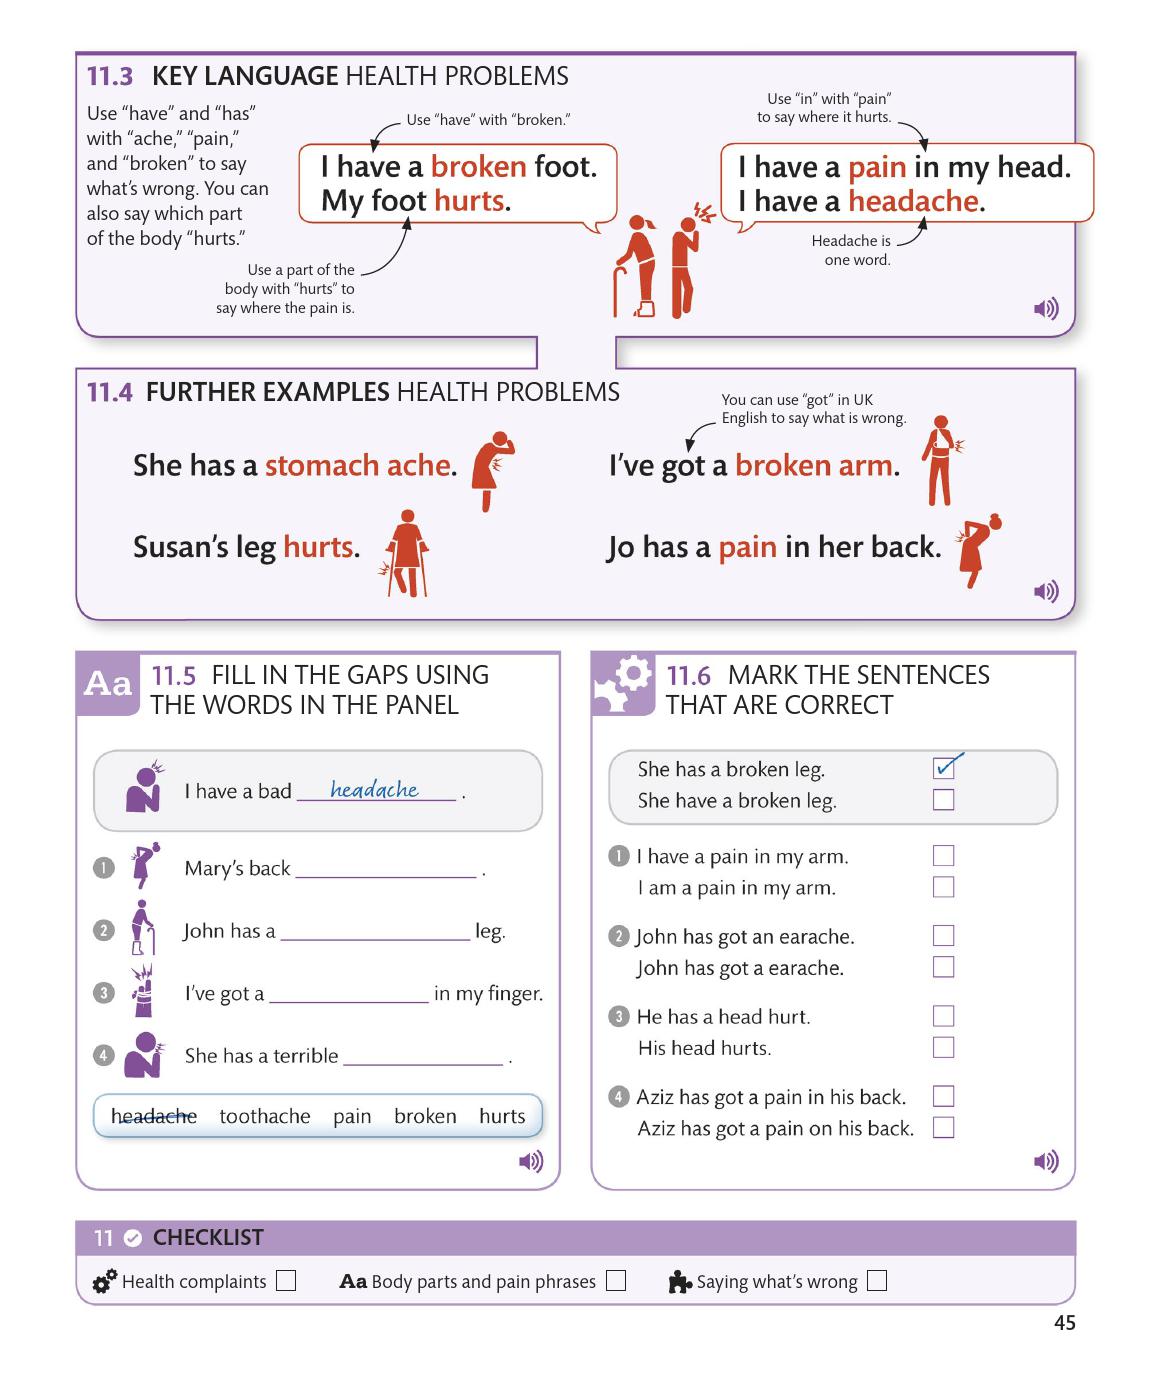 11.3 KEY LANGUAGE HEALTH PROBLEMS
Use “have” and “has”
with “ache,” “pain,”
and “broken” to say
what’s wrong. You can
also say which part
of the body “hurts.”
Use “have” with “broken.”
I have a broken foot.
My foot hurts.
Use a part of the
body with “hurts” to
say where the pain is.
Use “in” with “pain”
to say where it hurts.
I have a pain in my head.
I have a headache.
Headache is
one word.
11.4 FURTHER EXAMPLES HEALTH PROBLEMS
You can use “got” in UK
English to say what is wrong.
She has a stomach ache.
I’ve got a broken arm.
Susan’s leg hurts.
Jo has a pain in her back.
Aa
11.5 FILL IN THE GAPS USING
THE WORDS IN THE PANEL
I have a bad headache .
1 Mary’s back .
2 John has a leg.
3 I’ve got a in my finger.
4 She has a terrible .
headache toothache pain broken hurts
11.6 MARK THE SENTENCES
THAT ARE CORRECT
She has a broken leg.
She have a broken leg.
1 I have a pain in my arm.
I am a pain in my arm.
2 John has got an earache.
John has got a earache.
3 He has a head hurt.
His head hurts.
4 Aziz has got a pain in his back.
Aziz has got a pain on his back.
11 CHECKLIST
Health complaints Aa Body parts and pain phrases Saying what’s wrong
45